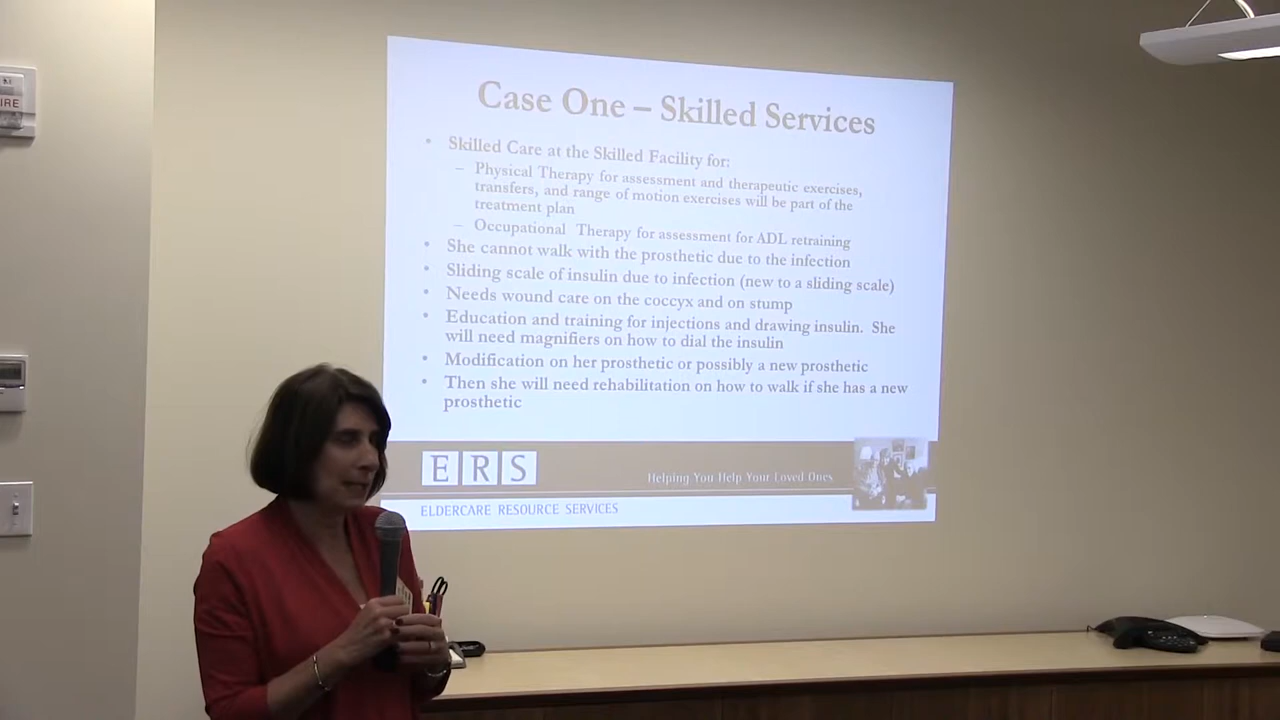 IRE
Case One – Skilled Services
• Skilled Care at the Skilled Facility for:
– Physical Therapy for assessment and therapeutic exercises,
transfers, and range of motion exercises will be part of the
treatment plan
– Occupational Therapy for assessment for ADL retraining
• She cannot walk with the prosthetic due to the infection
• Sliding scale of insulin due to infection (new to a sliding scale)
• Needs wound care on the coccyx and on stump
• Education and training for injections and drawing insulin. She
will need magnifiers on how to dial the insulin
• Modification on her prosthetic or possibly a new prosthetic
• Then she will need rehabilitation on how to walk if she has a new
prosthetic
ERS
Helping You Help Your Loved Ones
ELDERCARE RESOURCE SERVICES